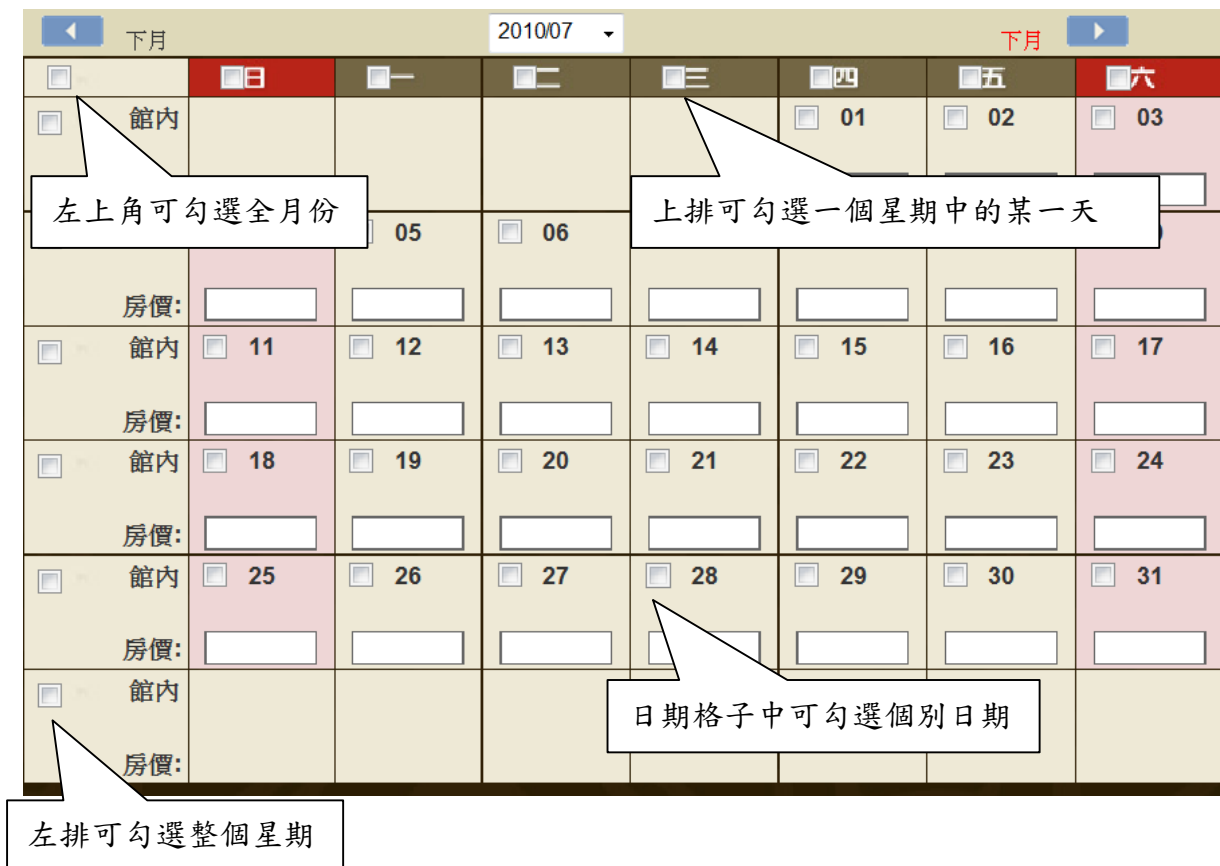 下月 2010/07 下月
日 一 二 三 四 五 六
館內 01 02 03
左上角可勾選全月份 上排可勾選一個星期中的某一天
05 06
房價:
館內 11 12 13 14 15 16 17
房價:
館內 18 19 20 21 22 23 24
房價:
館內 25 26 27 28 29 30 31
房價:
館內
日期格子中可勾選個別日期
房價:
左排可勾選整個星期